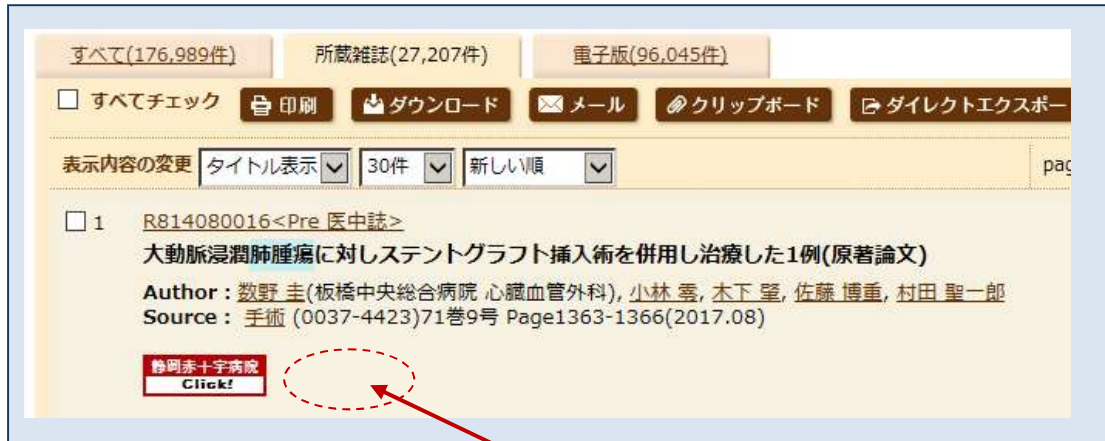 すべて(176,989件) 所蔵雑誌(27,207件) 電子版(96,045件)
すべてチェック 印刷 ダウンロード メール クリップボード ダイレクトエクスポー
表示内容の変更 タイトル表示 30件 新しい順 pag
1 R814080016<Pre 医中誌>
大動脈浸潤肺腫瘍に対しステントグラフト挿入術を併用し治療した1例(原著論文)
Author : 数野 圭(板橋中央総合病院 心臓血管外科), 小林 零, 木下 肇, 佐藤 博重, 村田 聖一郎
Source : 手術 (0037-4423)71巻9号 Page1363-1366(2017.08)
静岡赤十字病院
Click!